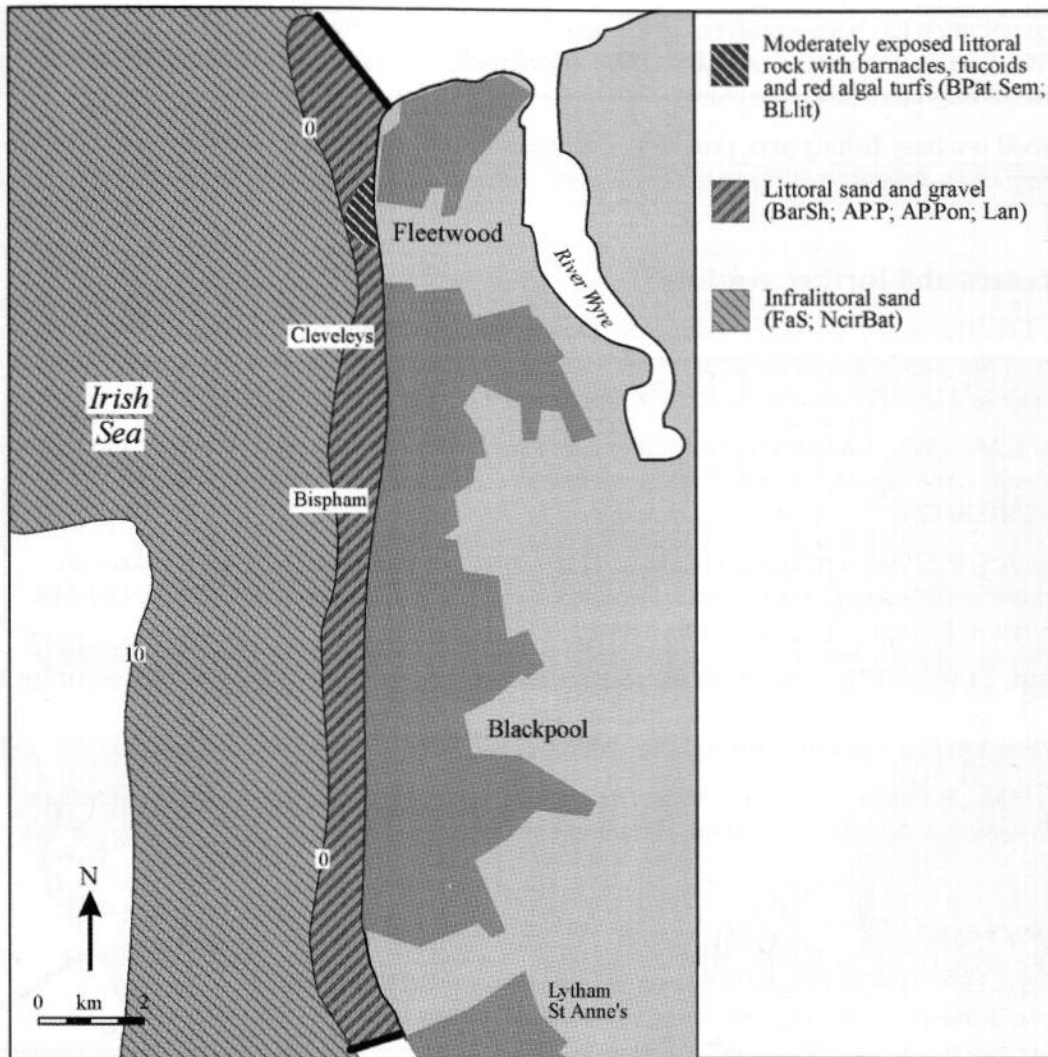 Moderately exposed littoral
rock with barnacles, fucoids
and red algal turfs (BPat.Sem;
BLlit)
Littoral sand and gravel
(BarSh; AP.P; AP.Pon; Lan)
Infralittoral sand
(FaS; NcirBat)
0
Fleetwood
River Wyre
Cleveleys
Irish
Sea
Bispham
10
Blackpool
0
N
0 km 2
Lytham
St Anne's